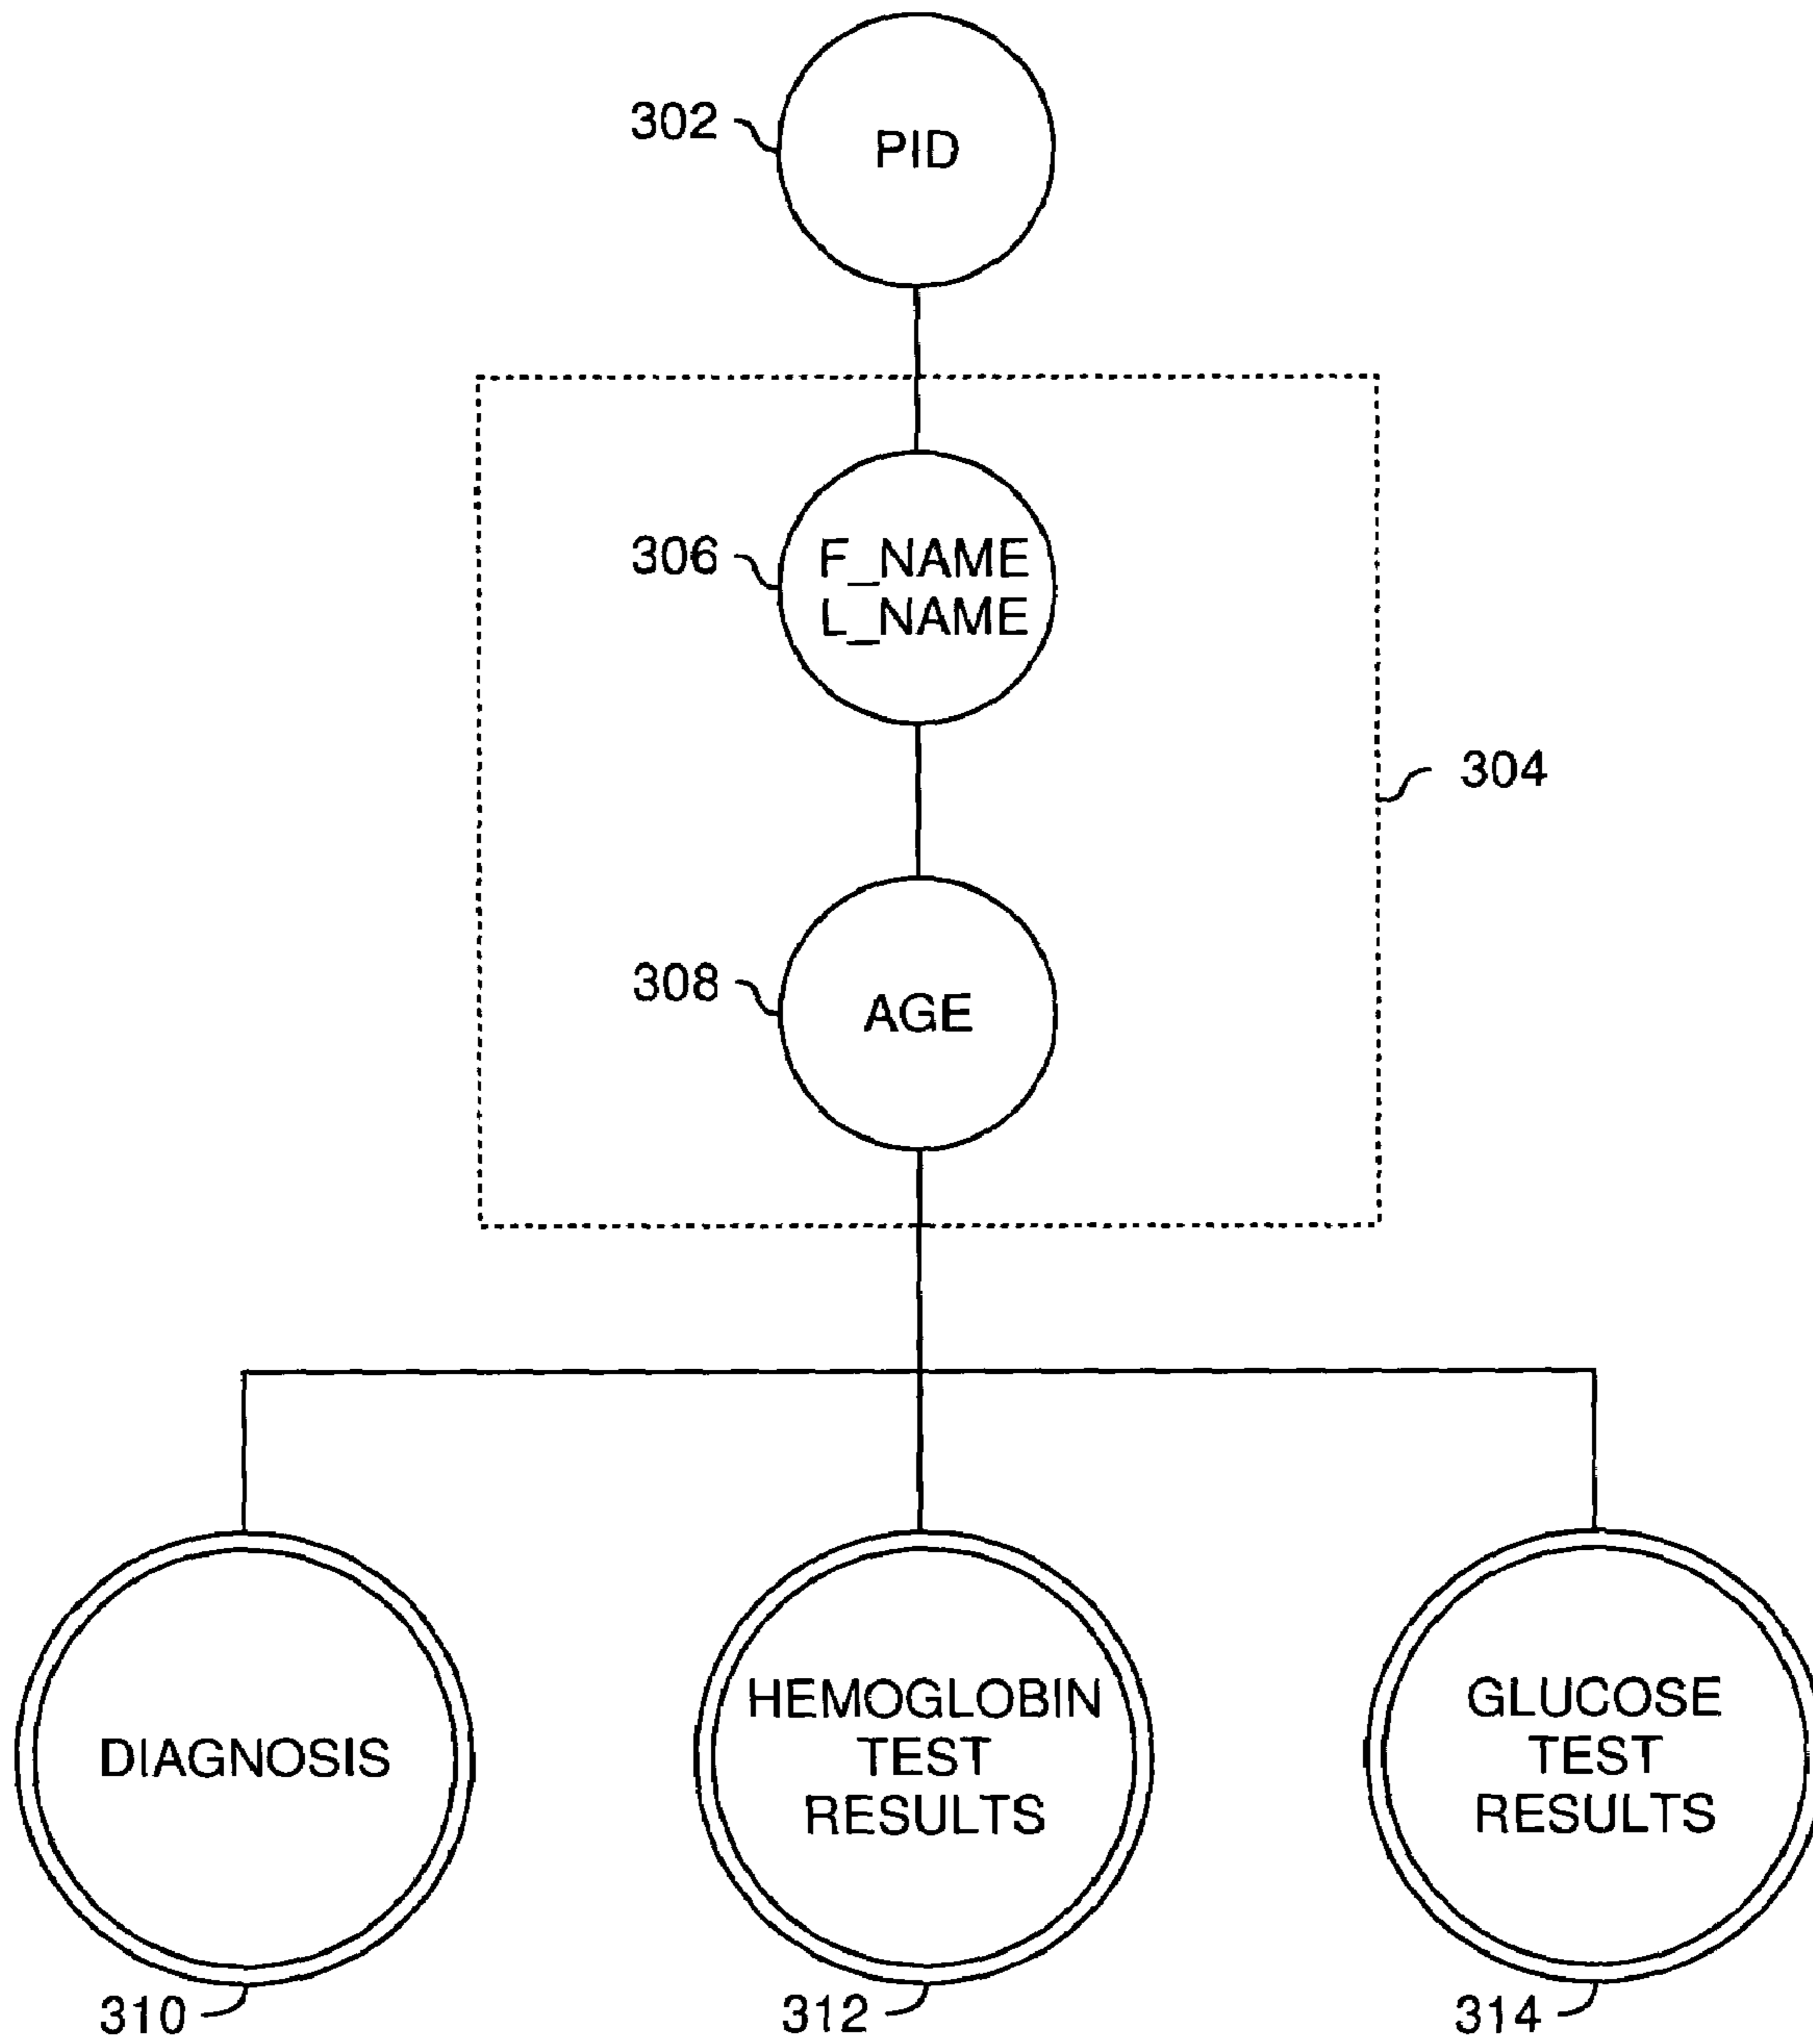 302
PID
306
F_NAME
L_NAME
304
308
AGE
DIAGNOSIS
HEMOGLOBIN
TEST
RESULTS
GLUCOSE
TEST
RESULTS
310
312
314